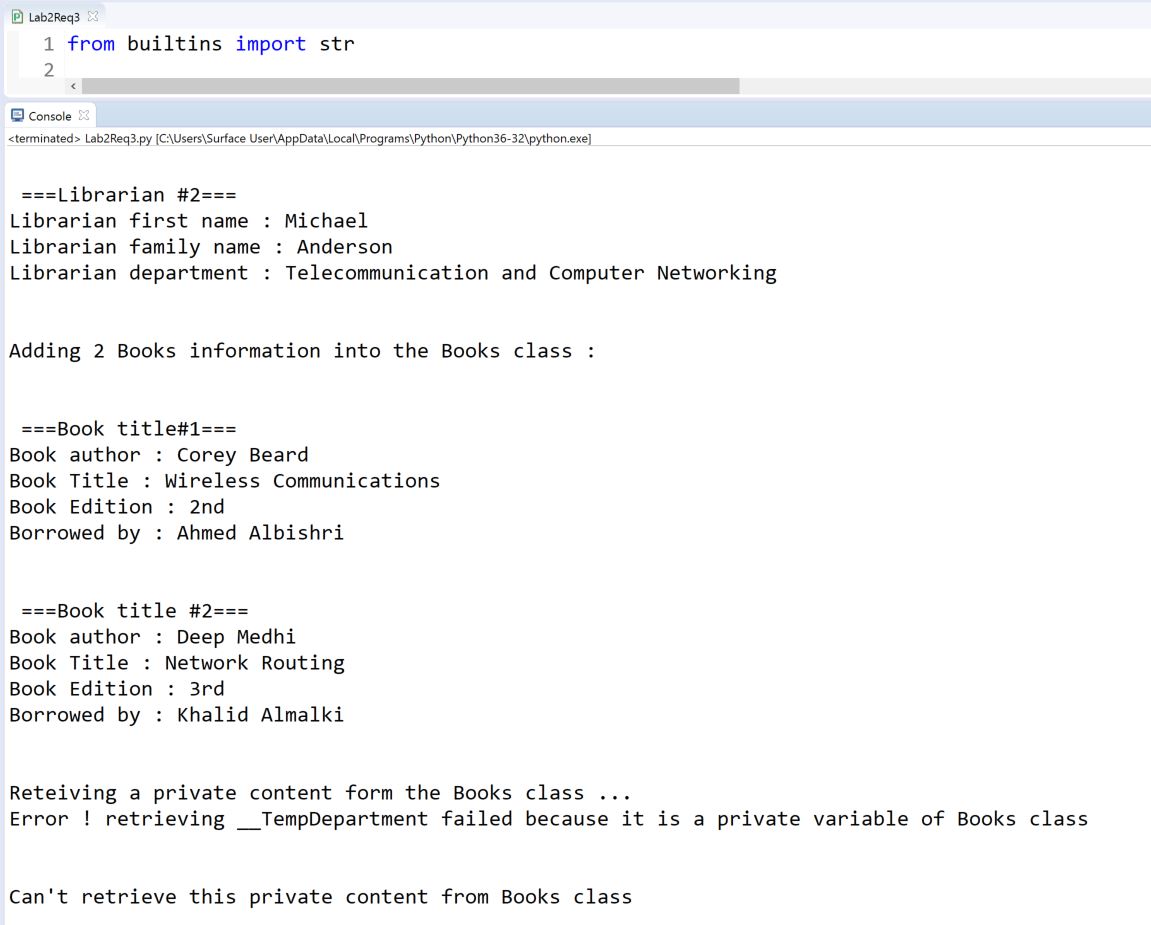 Lab2Req3
1 from builtins import str
2
Console
<terminated> Lab2Req3.py [C:\Users\Surface User\AppData\Local\Programs\Python\Python36-32\python.exe]
===Librarian #2===
Librarian first name : Michael
Librarian family name : Anderson
Librarian department : Telecommunication and Computer Networking
Adding 2 Books information into the Books class :
===Book title#1===
Book author : Corey Beard
Book Title : Wireless Communications
Book Edition : 2nd
Borrowed by : Ahmed Albishri
===Book title #2===
Book author : Deep Medhi
Book Title : Network Routing
Book Edition : 3rd
Borrowed by : Khalid Almalki
Reteiving a private content form the Books class ...
Error ! retrieving __TempDepartment failed because it is a private variable of Books class
Can't retrieve this private content from Books class